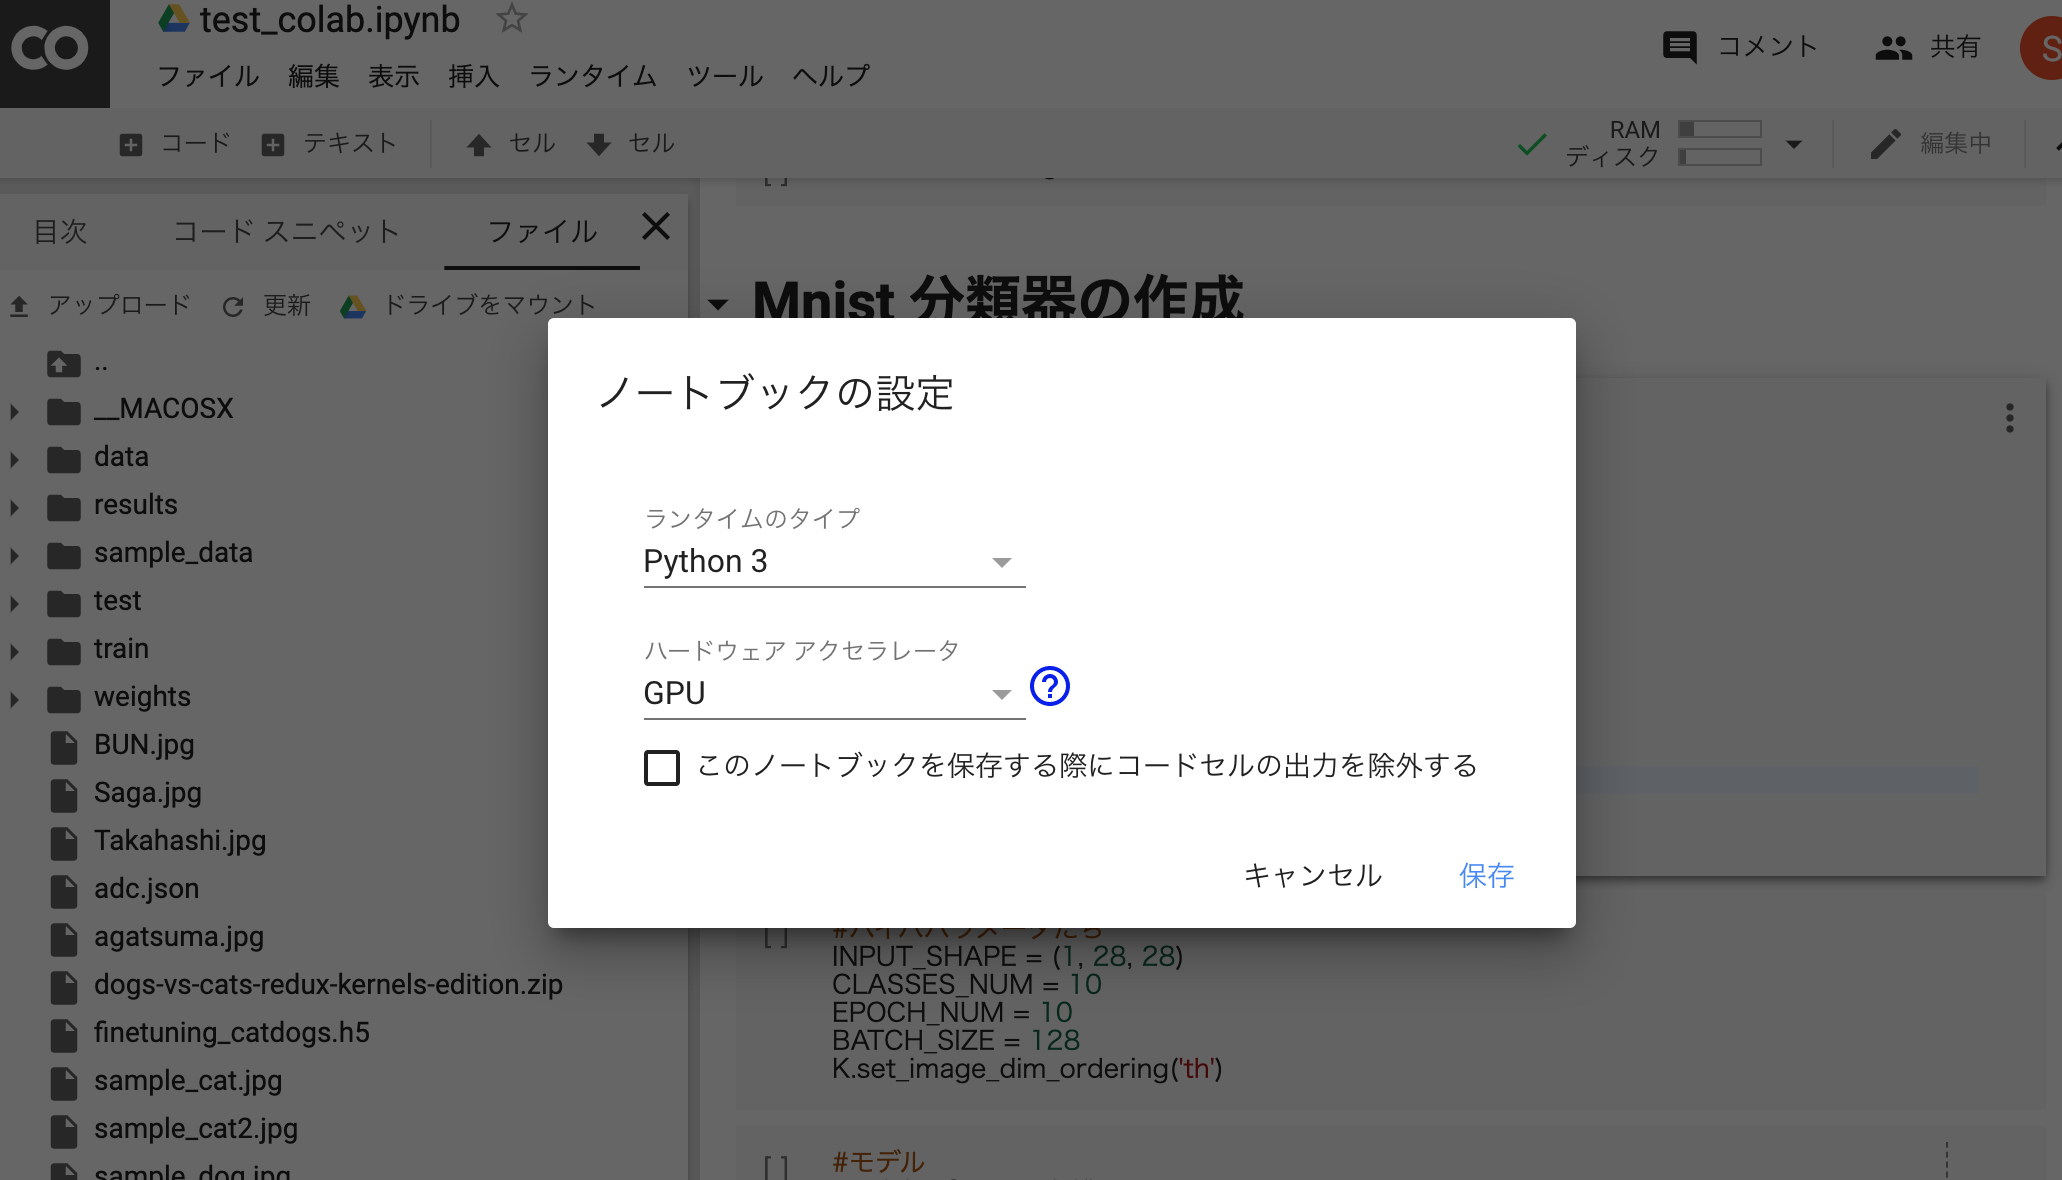 test_colab.ipynb
ファイル 編集 表示 挿入 ランタイム ツール ヘルプ
コメント 共有 S
コード テキスト セル セル
RAM
ディスク
編集中
目次 コード スニペット ファイル
アップロード 更新 ドライブをマウント
..
__MACOSX
data
results
sample_data
test
train
weights
BUN.jpg
Saga.jpg
Takahashi.jpg
adc.json
agatsuma.jpg
dogs-vs-cats-redux-kernels-edition.zip
finetuning_catdogs.h5
sample_cat.jpg
sample_cat2.jpg
sample_dog.jpg
[ ]
Mnist 分類器の作成
ノートブックの設定
ランタイムのタイプ
Python 3
ハードウェア アクセラレータ
GPU ?
このノートブックを保存する際にコードセルの出力を除外する
キャンセル 保存
[ ]
INPUT_SHAPE = (1, 28, 28)
CLASSES_NUM = 10
EPOCH_NUM = 10
BATCH_SIZE = 128
K.set_image_dim_ordering('th')
[ ] #モデル